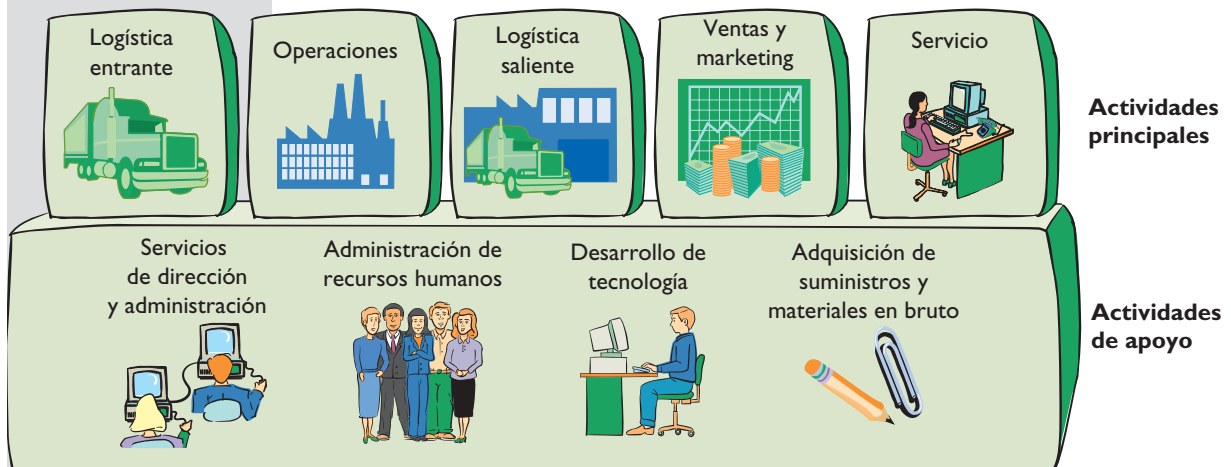 Logística
entrante
Operaciones
Logística
saliente
Ventas y
marketing
Servicio
Actividades
principales
Servicios
de dirección
y administración
Administración de
recursos humanos
Desarrollo de
tecnología
Adquisición de
suministros y
materiales en bruto
Actividades
de apoyo